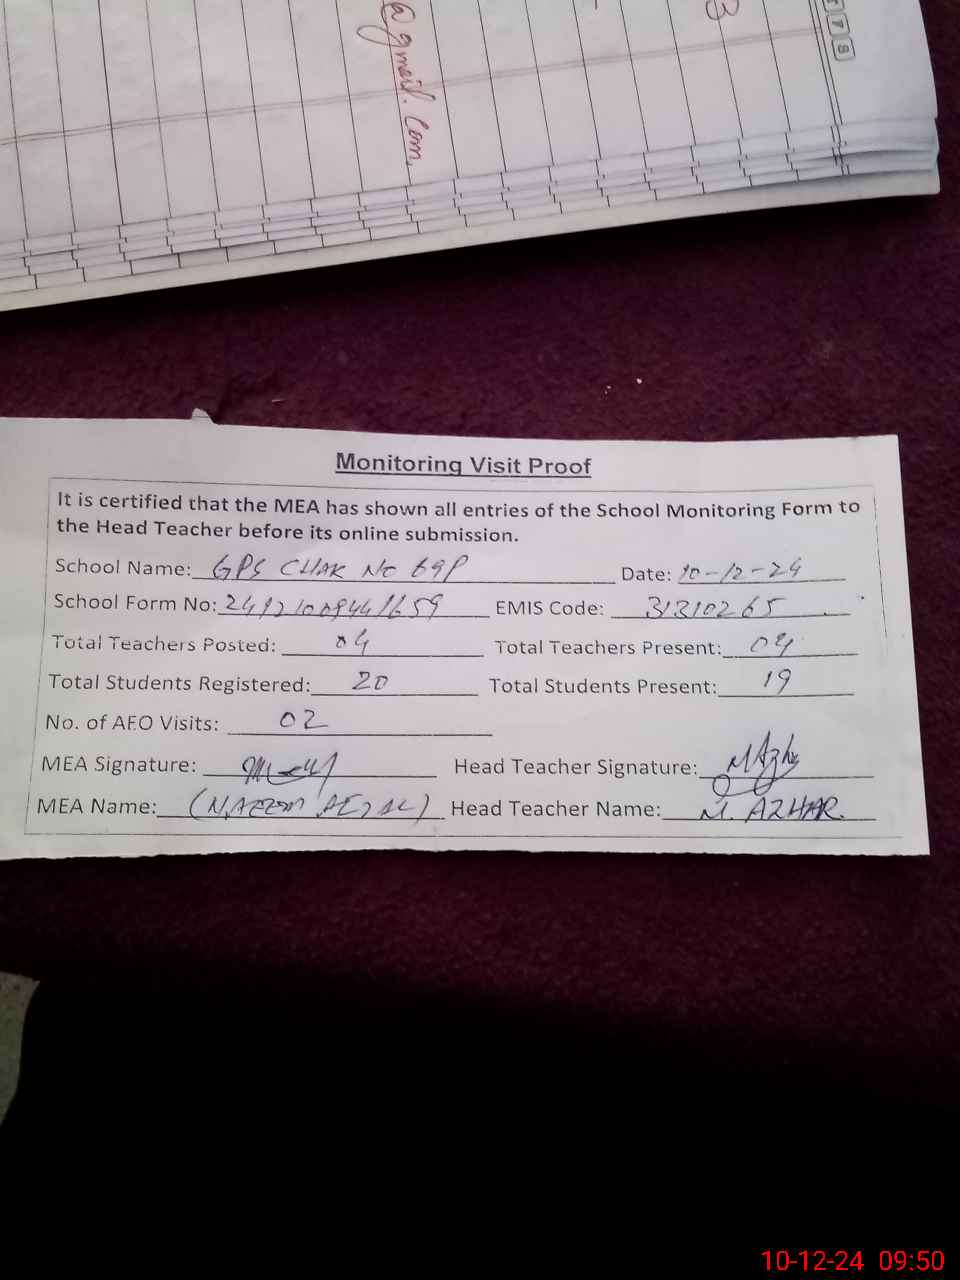 @gmail.com,
3
Monitoring Visit Proof
It is certified that the MEA has shown all entries of the School Monitoring Form to
the Head Teacher before its online submission.
School Name: GPS CHAK NO 69P Date: 10-12-24
School Form No: EMIS Code: 31310265
Total Teachers Posted: 04 Total Teachers Present: 04
Total Students Registered: 20 Total Students Present: 19
No. of AEO Visits: 02
MEA Signature: Head Teacher Signature: MAzhr
MEA Name: (NAEEM Head Teacher Name: M. AZHAR
10-12-24 09:50